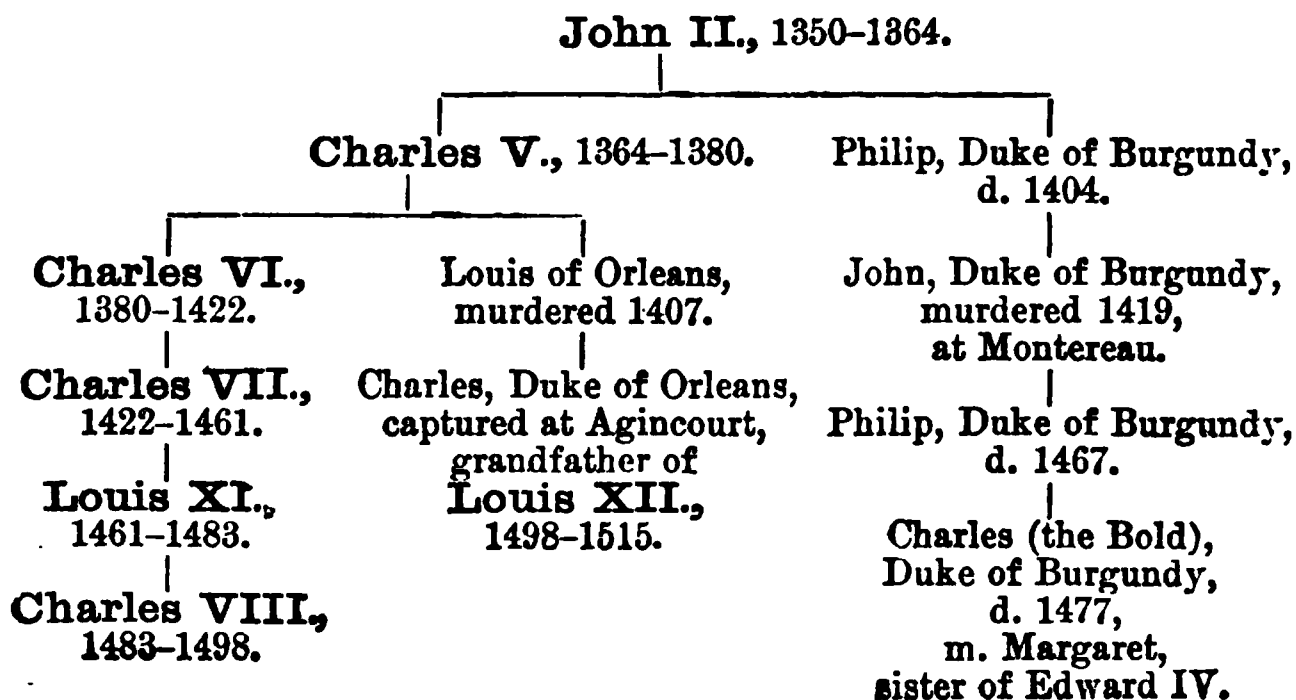 John II., 1350–1364.
Charles V., 1364–1380.
Philip, Duke of Burgundy,
d. 1404.
Charles VI.,
1380–1422.
Louis of Orleans,
murdered 1407.
John, Duke of Burgundy,
murdered 1419,
at Montereau.
Charles VII.,
1422–1461.
Charles, Duke of Orleans,
captured at Agincourt,
grandfather of
Louis XII.,
1498–1515.
Philip, Duke of Burgundy,
d. 1467.
Louis XI.,
1461–1483.
Charles (the Bold),
Duke of Burgundy,
d. 1477,
m. Margaret,
sister of Edward IV.
Charles VIII.,
1483–1498.